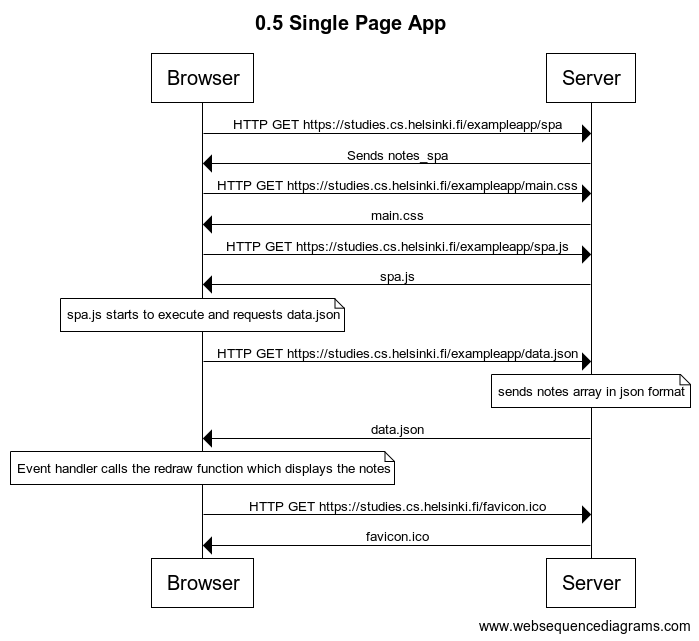 0.5 Single Page App
Browser
Server
HTTP GET https://studies.cs.helsinki.fi/exampleapp/spa
Sends notes_spa
HTTP GET https://studies.cs.helsinki.fi/exampleapp/main.css
main.css
HTTP GET https://studies.cs.helsinki.fi/exampleapp/spa.js
spa.js
spa.js starts to execute and requests data.json
HTTP GET https://studies.cs.helsinki.fi/exampleapp/data.json
sends notes array in json format
data.json
Event handler calls the redraw function which displays the notes
HTTP GET https://studies.cs.helsinki.fi/favicon.ico
favicon.ico
Browser
Server
www.websequencediagrams.com